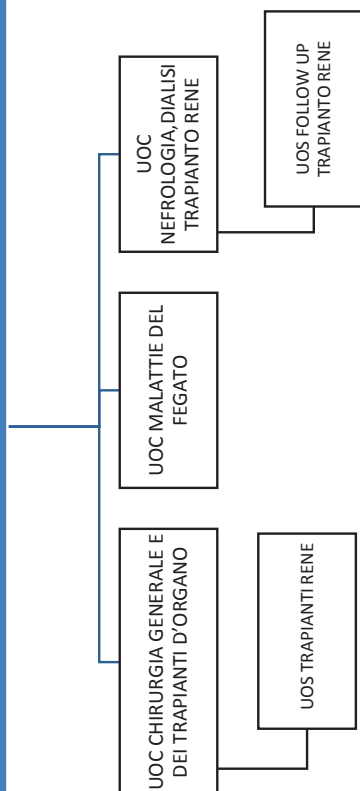 UOC CHIRURGIA GENERALE E
DEI TRAPIANTI D'ORGANO
UOS TRAPIANTI RENE
UOC MALATTIE DEL
FEGATO
UOC
NEFROLOGIA, DIALISI
TRAPIANTO RENE
UOS FOLLOW UP
TRAPIANTO RENE